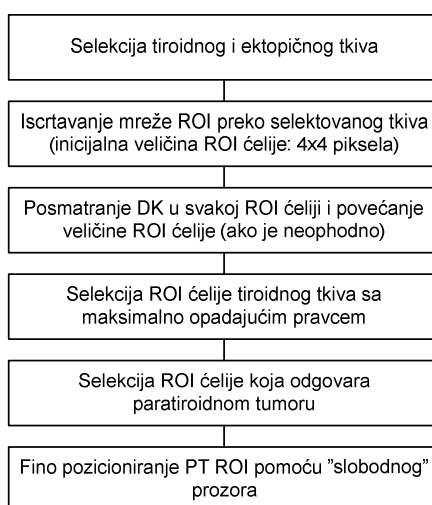 Selekcija tiroidnog i ektopičnog tkiva
Iscrtavanje mreže ROI preko selektovanog tkiva
(inicijalna veličina ROI ćelije: 4x4 piksela)
Posmatranje DK u svakoj ROI ćeliji i povećanje
veličine ROI ćelije (ako je neophodno)
Selekcija ROI ćelije tiroidnog tkiva sa
maksimalno opadajućim pravcem
Selekcija ROI ćelije koja odgovara
paratiroidnom tumoru
Fino pozicioniranje PT ROI pomoću ”slobodnog”
prozora